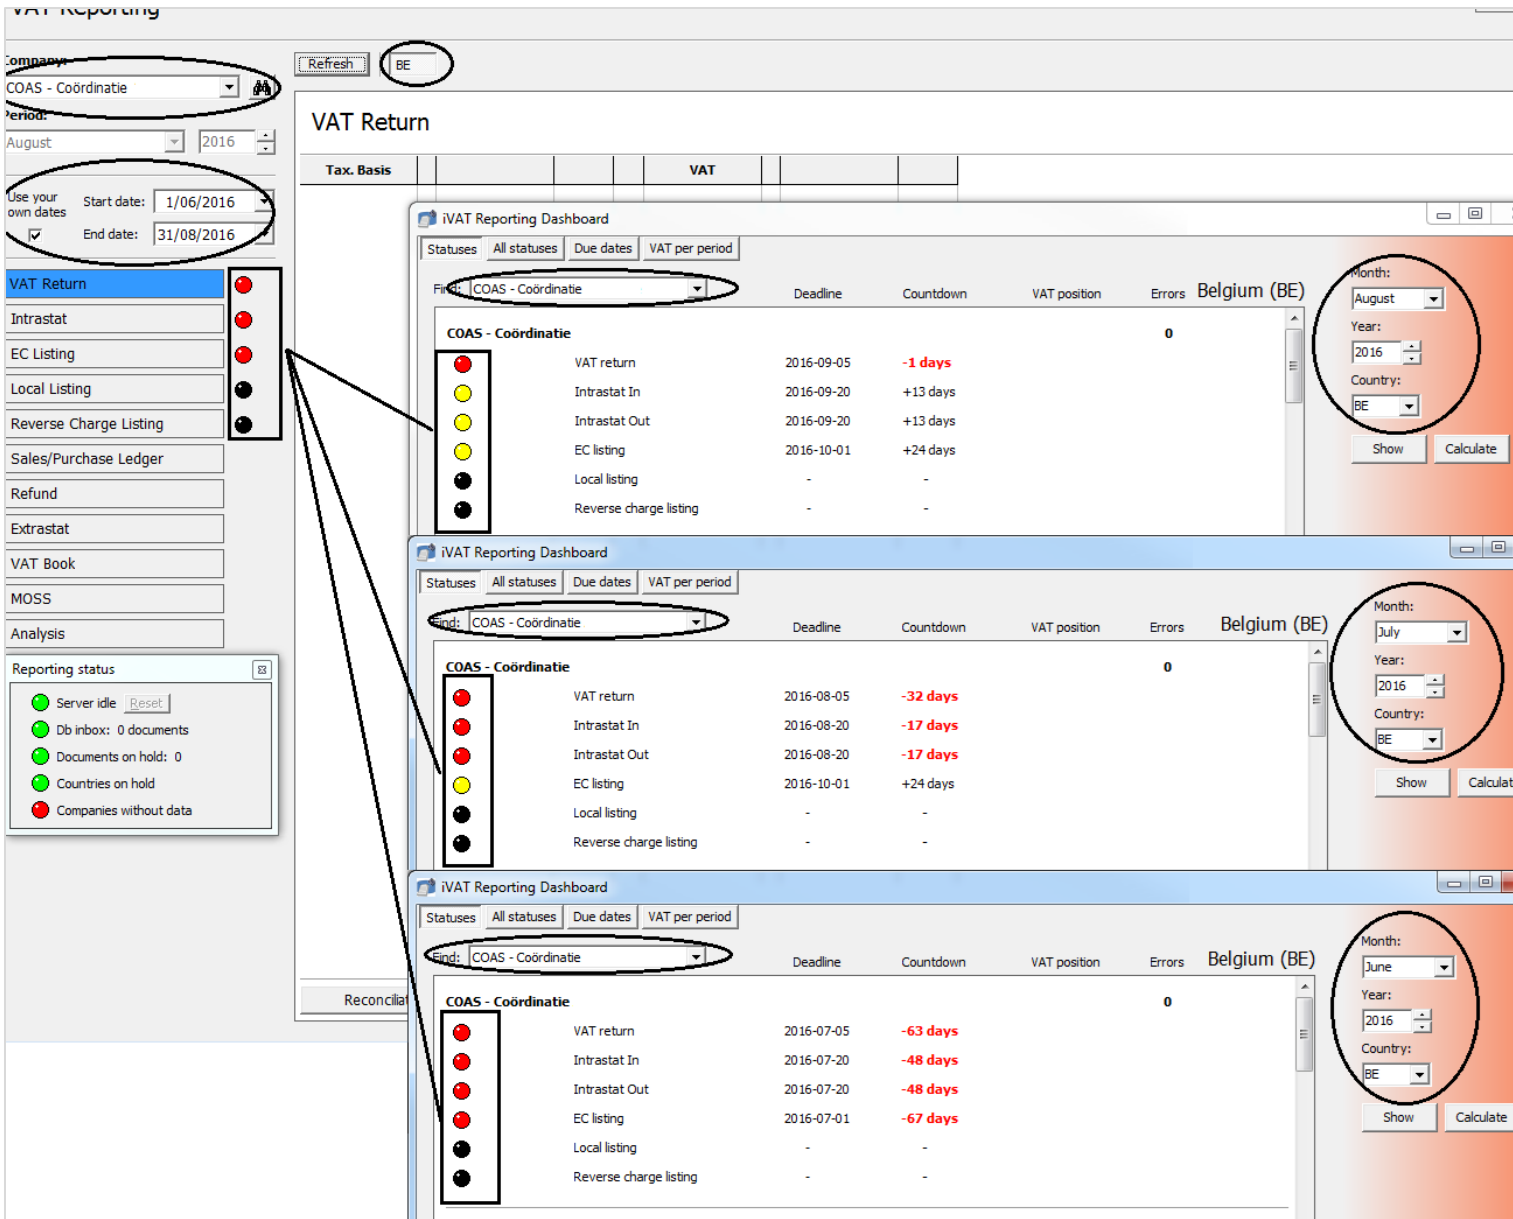 VAT Reporting
Company:
COAS - Coördinatie
Refresh
BE
Period:
August
2016
VAT Return
Tax. Basis
VAT
Use your own dates
Start date: 1/06/2016
End date: 31/08/2016
VAT Return
Intrastat
EC Listing
Local Listing
Reverse Charge Listing
Sales/Purchase Ledger
Refund
Extrastat
VAT Book
MOSS
Analysis
Reporting status
Server idle Reset
Db inbox: 0 documents
Documents on hold: 0
Countries on hold
Companies without data
Reconciliat
iVAT Reporting Dashboard
Statuses All statuses Due dates VAT per period
Find: COAS - Coördinatie
Deadline Countdown VAT position Errors Belgium (BE)
COAS - Coördinatie 0
VAT return 2016-09-05 -1 days
Intrastat In 2016-09-20 +13 days
Intrastat Out 2016-09-20 +13 days
EC listing 2016-10-01 +24 days
Local listing - -
Reverse charge listing - -
Month:
August
Year:
2016
Country:
BE
Show Calculate
iVAT Reporting Dashboard
Statuses All statuses Due dates VAT per period
Find: COAS - Coördinatie
Deadline Countdown VAT position Errors Belgium (BE)
COAS - Coördinatie 0
VAT return 2016-08-05 -32 days
Intrastat In 2016-08-20 -17 days
Intrastat Out 2016-08-20 -17 days
EC listing 2016-10-01 +24 days
Local listing - -
Reverse charge listing - -
Month:
July
Year:
2016
Country:
BE
Show Calculat
iVAT Reporting Dashboard
Statuses All statuses Due dates VAT per period
Find: COAS - Coördinatie
Deadline Countdown VAT position Errors Belgium (BE)
COAS - Coördinatie 0
VAT return 2016-07-05 -63 days
Intrastat In 2016-07-20 -48 days
Intrastat Out 2016-07-20 -48 days
EC listing 2016-07-01 -67 days
Local listing - -
Reverse charge listing - -
Month:
June
Year:
2016
Country:
BE
Show Calculate